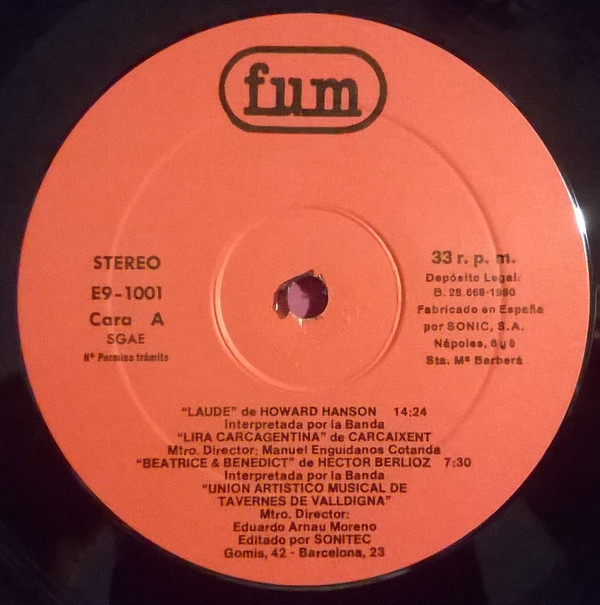 fum
STEREO
E9-1001
Cara A
SGAE
Nº Permiso trámite
33 r. p. m.
Depósito Legal:
B. 28.668-1980
Fabricado en España
por SONIC, S.A.
Nápoles, 6 y 8
Sta. Mª Barberá
"LAUDE" de HOWARD HANSON 14:24
Interpretada por la Banda
"LIRA CARCAGENTINA" de CARCAIXENT
Mtro. Director: Manuel Enguídanos Cotanda
"BEATRICE & BENEDICT" de HECTOR BERLIOZ 7:30
Interpretada por la Banda
"UNION ARTISTICO MUSICAL DE
TAVERNES DE VALLDIGNA"
Mtro. Director:
Eduardo Arnau Moreno
Editado por SONITEC
Gomis, 42 - Barcelona, 23